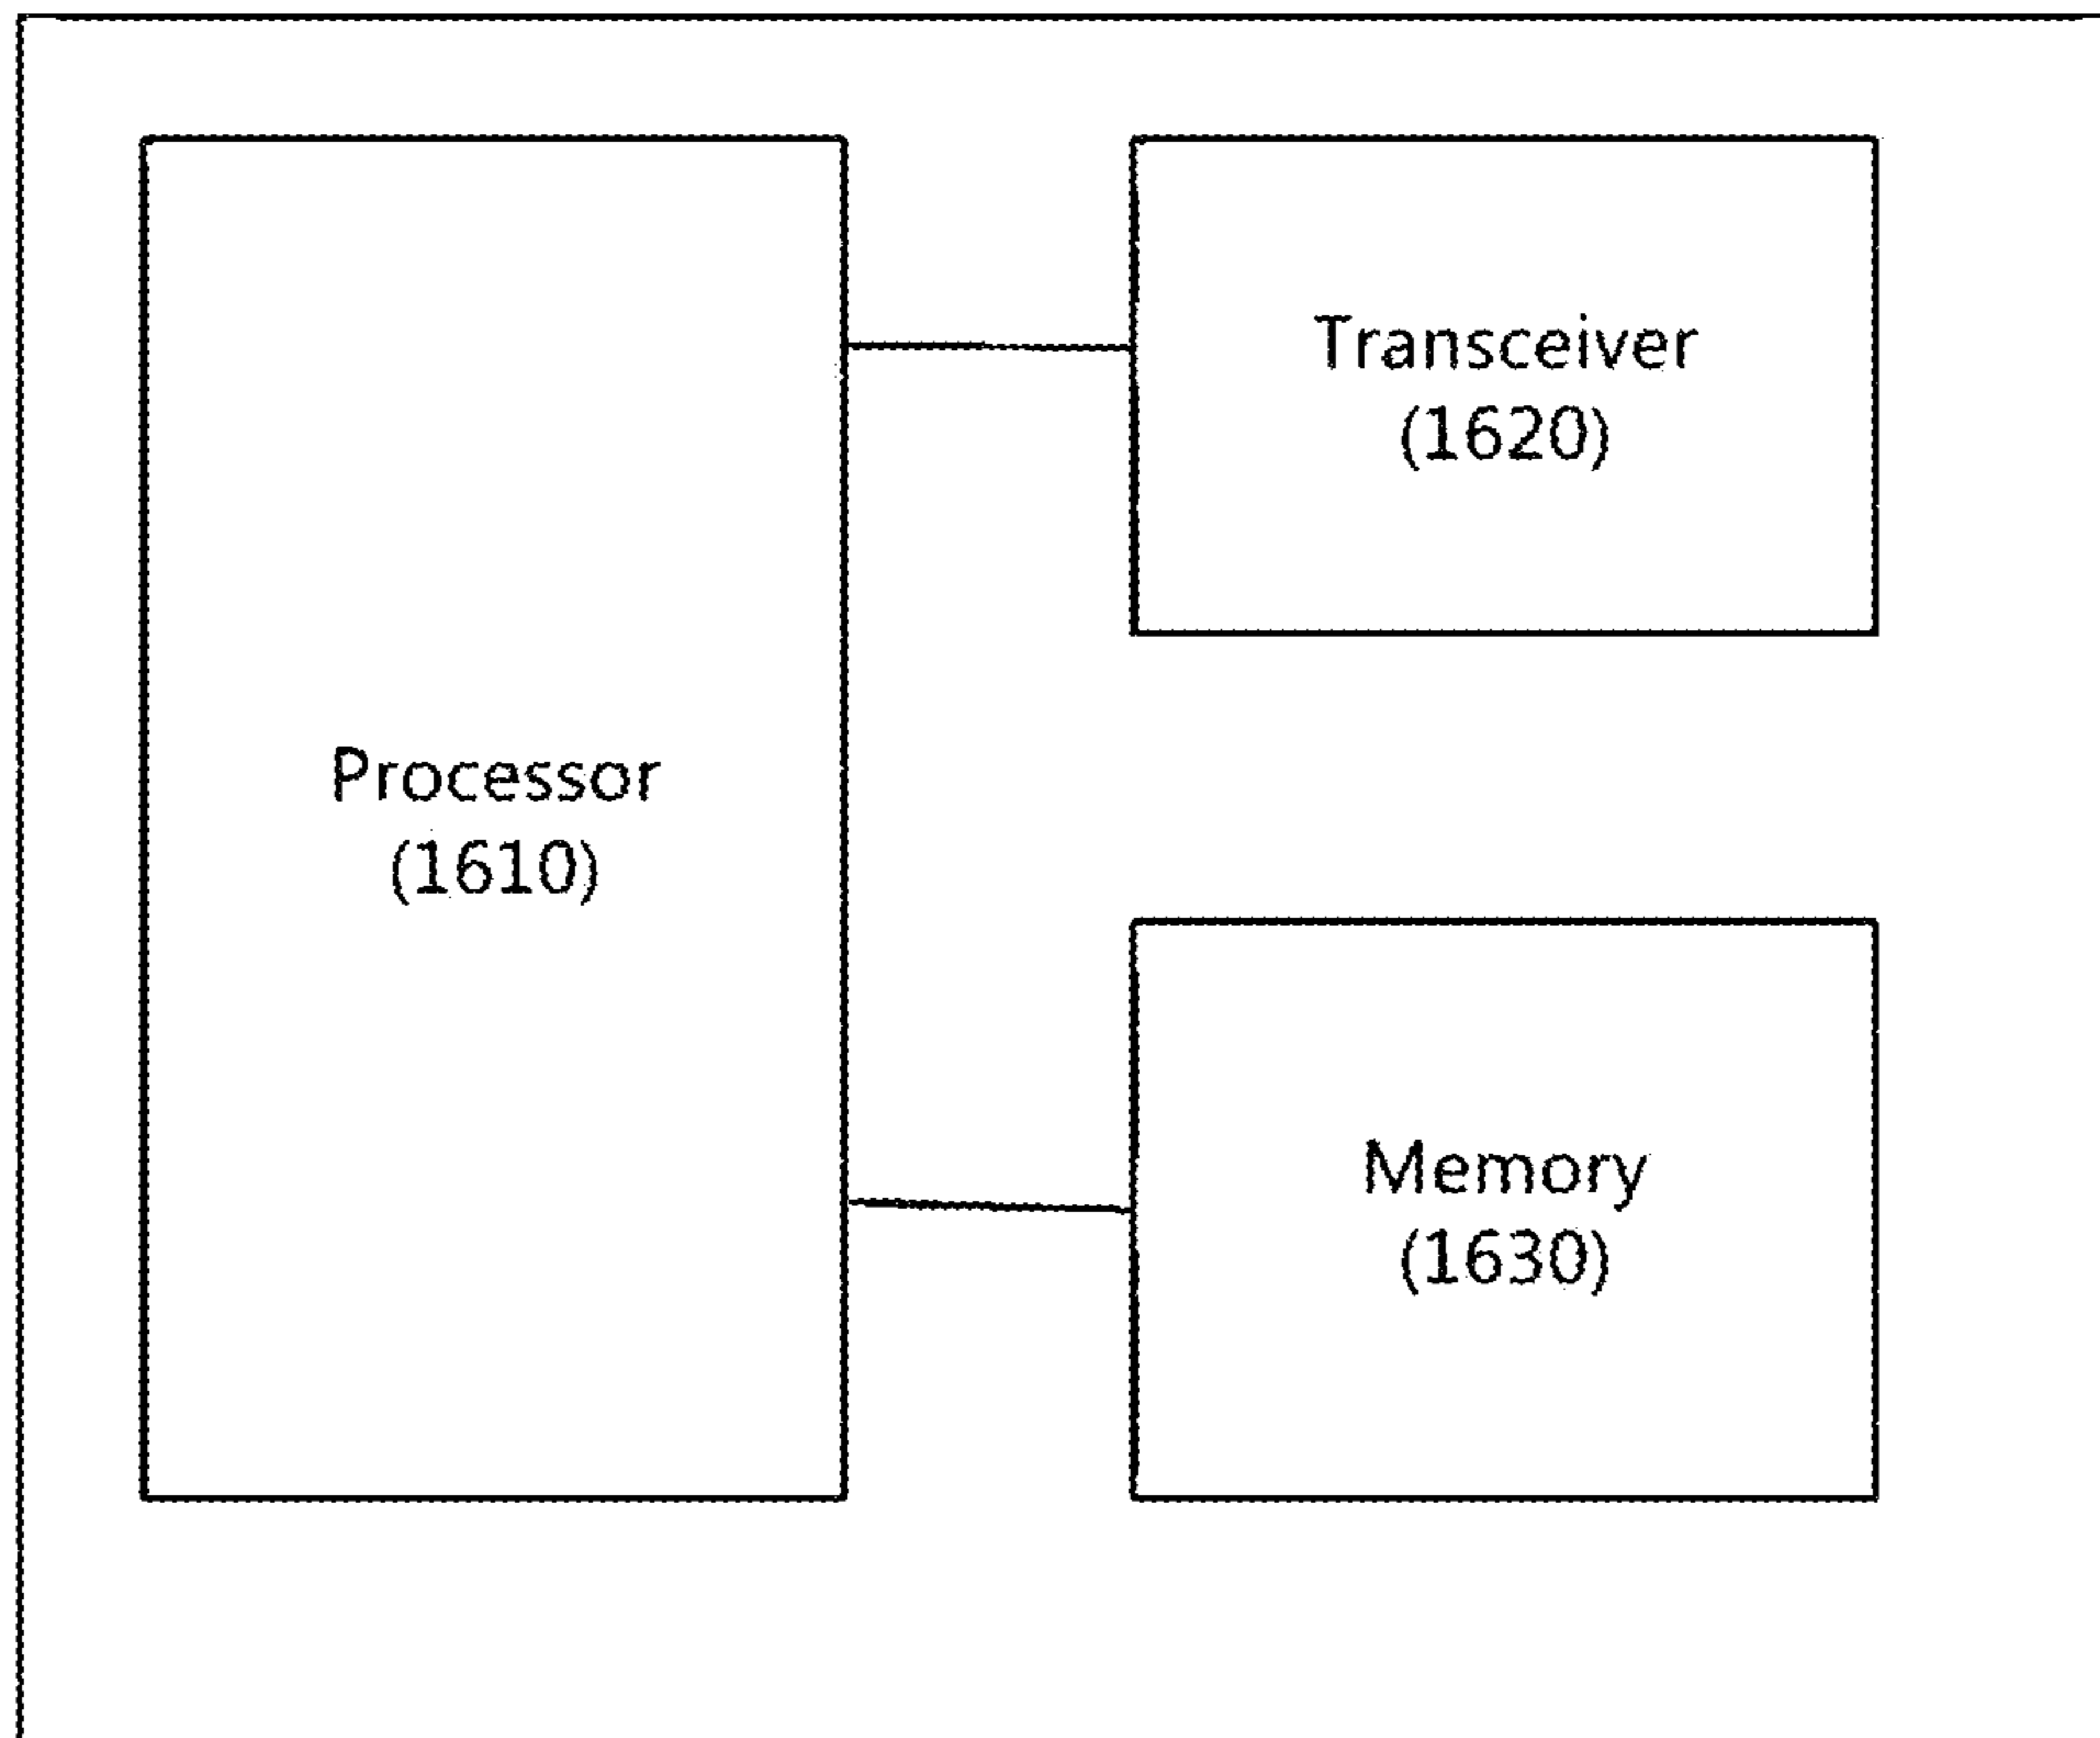 Transceiver
(1620)
Processor
(1610)
Memory
(1630)